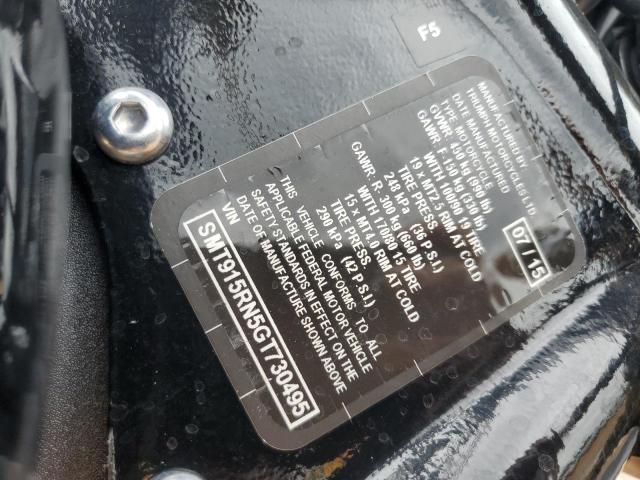 F5
MANUFACTURED BY
TRIUMPH MOTORCYCLES LTD.
DATE MANUFACTURED 07 / 15
TYPE: MOTORCYCLE
GVWR: 450 kg (990 lb)
GAWR: F. 150 kg (330 lb)
WITH 100/90 19 TIRE
19 x MT2.5 RIM AT COLD
TIRE PRESS.
248 kPa (36 P.S.I.)
GAWR: R. 300 kg (660 lb)
WITH 170/80 15 TIRE
15 x MT4.0 RIM AT COLD
TIRE PRESS.
290 kPa (42 P.S.I.)
THIS VEHICLE CONFORMS TO ALL
APPLICABLE FEDERAL MOTOR VEHICLE
SAFETY STANDARDS IN EFFECT ON THE
DATE OF MANUFACTURE SHOWN ABOVE
VIN
SMT915RN5GT730495